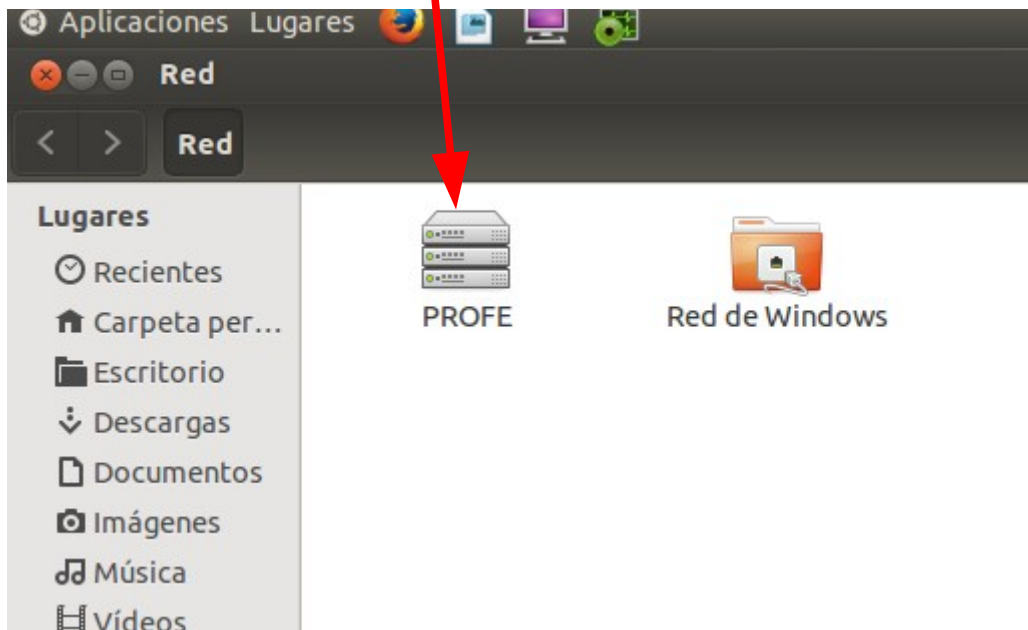 Aplicaciones Lugares
Red
Red
Lugares
Recientes
Carpeta per...
Escritorio
Descargas
Documentos
Imágenes
Música
Vídeos
PROFE
Red de Windows